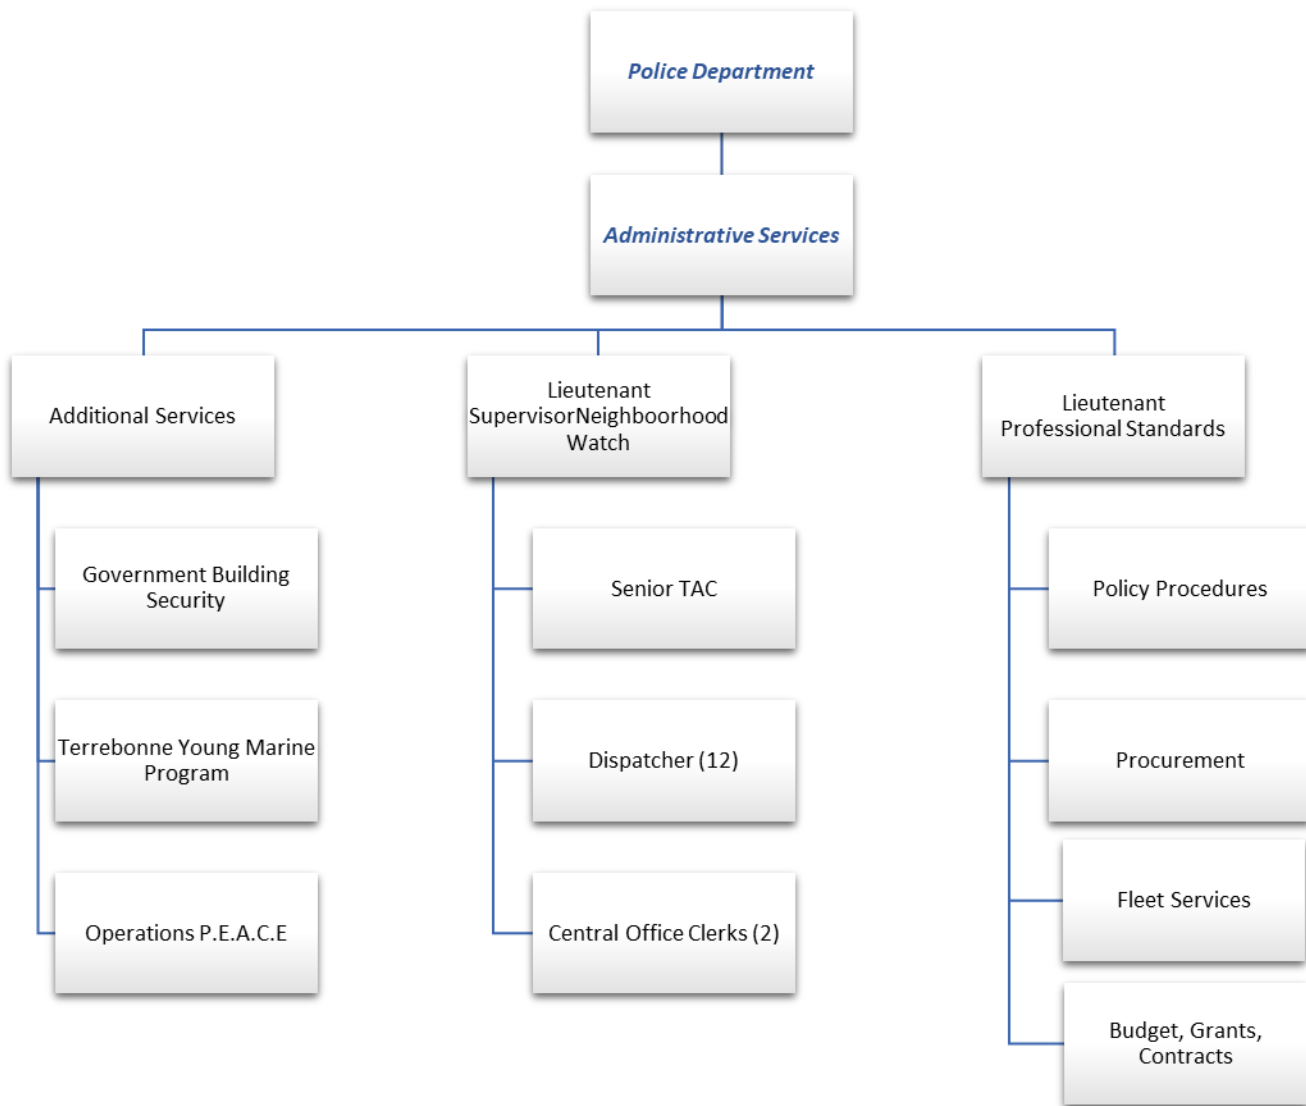 Police Department
Administrative Services
Additional Services
Lieutenant
SupervisorNeighboorhood
Watch
Lieutenant
Professional Standards
Government Building
Security
Senior TAC
Policy Procedures
Terrebonne Young Marine
Program
Dispatcher (12)
Procurement
Fleet Services
Operations P.E.A.C.E
Central Office Clerks (2)
Budget, Grants,
Contracts